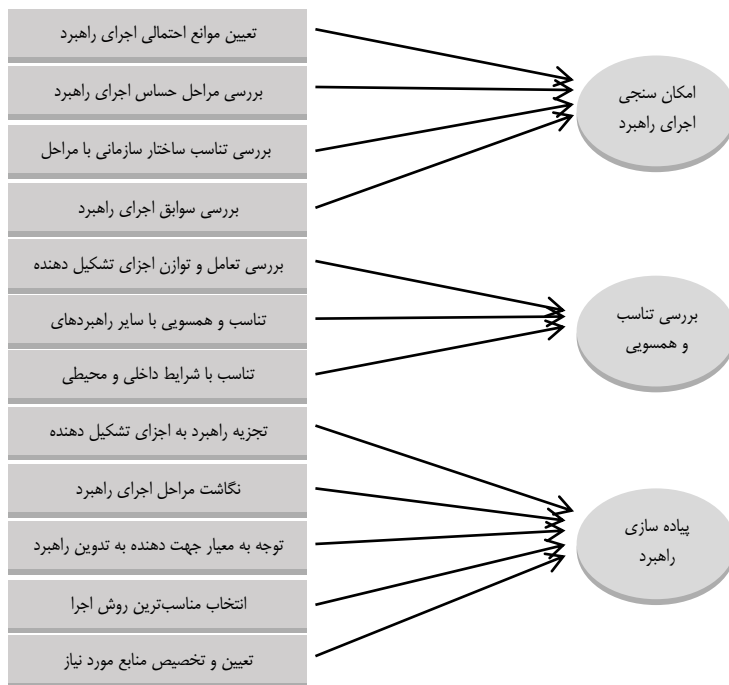 تعیین موانع احتمالی اجرای راهبرد
بررسی مراحل حساس اجرای راهبرد
بررسی تناسب ساختار سازمانی با مراحل
بررسی سوابق اجرای راهبرد
امکان سنجی
اجرای راهبرد
بررسی تعامل و توازن اجزای تشکیل دهنده
تناسب و همسویی با سایر راهبردهای
تناسب با شرایط داخلی و محیطی
بررسی تناسب
و همسویی
تجزیه راهبرد به اجزای تشکیل دهنده
نگاشت مراحل اجرای راهبرد
توجه به معیار جهت دهنده به تدوین راهبرد
انتخاب مناسب‌ترین روش اجرا
تعیین و تخصیص منابع مورد نیاز
پیاده سازی
راهبرد